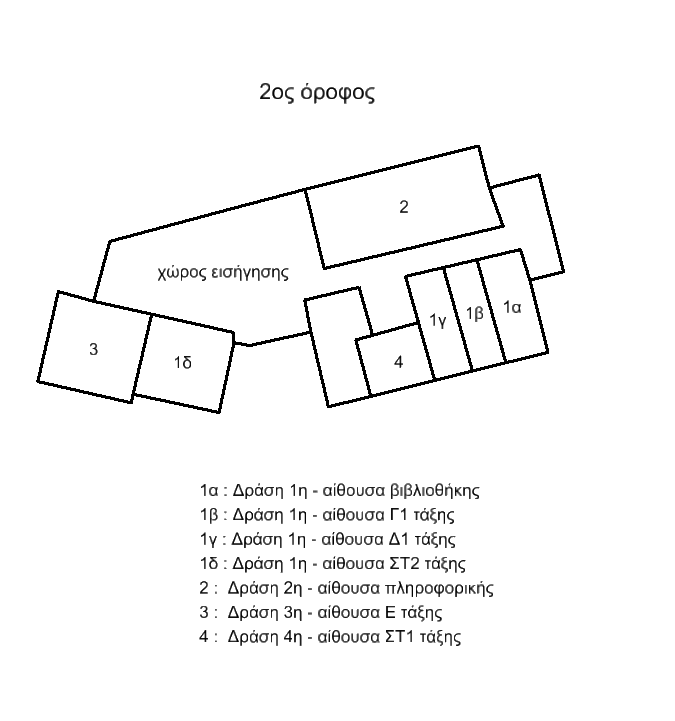 2ος όροφος
2
χώρος εισήγησης
1α
1β
1γ
3
1δ
4
1α : Δράση 1η - αίθουσα βιβλιοθήκης
1β : Δράση 1η - αίθουσα Γ1 τάξης
1γ : Δράση 1η - αίθουσα Δ1 τάξης
1δ : Δράση 1η - αίθουσα ΣΤ2 τάξης
2 : Δράση 2η - αίθουσα πληροφορικής
3 : Δράση 3η - αίθουσα Ε τάξης
4 : Δράση 4η - αίθουσα ΣΤ1 τάξης